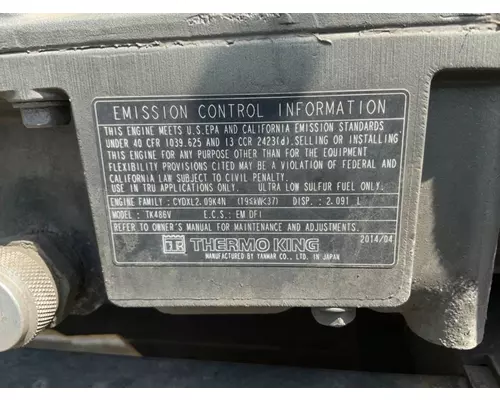 EMISSION CONTROL INFORMATION
THIS ENGINE MEETS U.S.EPA AND CALIFORNIA EMISSION STANDARDS
UNDER 40 CFR 1039.625 AND 13 CCR 2423(d).SELLING OR INSTALLING
THIS ENGINE FOR ANY PURPOSE OTHER THAN FOR THE EQUIPMENT
FLEXIBILITY PROVISIONS CITED MAY BE A VIOLATION OF FEDERAL AND
CALIFORNIA LAW SUBJECT TO CIVIL PENALTY.
USE IN TRU APPLICATIONS ONLY. ULTRA LOW SULFUR FUEL ONLY.
ENGINE FAMILY : CYDXL2.09K4N (19≤kW<37) DISP. : 2.091 L
MODEL : TK486V E.C.S.: EM DFI
REFER TO OWNER'S MANUAL FOR MAINTENANCE AND ADJUSTMENTS.
THERMO KING 2014/04
MANUFACTURED BY YANMAR CO., LTD. IN JAPAN